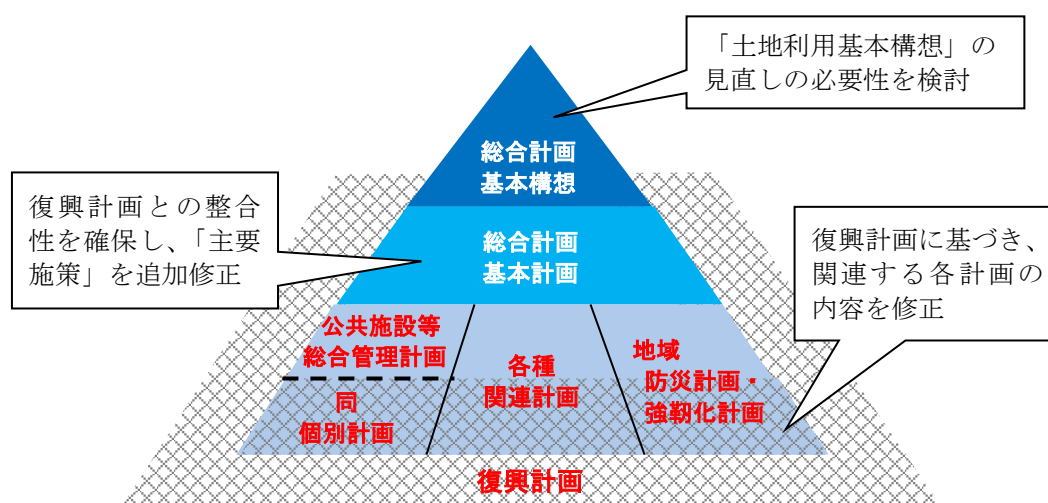 「土地利用基本構想」の
見直しの必要性を検討
総合計画
基本構想
復興計画との整合
性を確保し、「主要
施策」を追加修正
総合計画
基本計画
復興計画に基づき、
関連する各計画の
内容を修正
公共施設等
総合管理計画
同
個別計画
各種
関連計画
地域
防災計画・
強靭化計画
復興計画